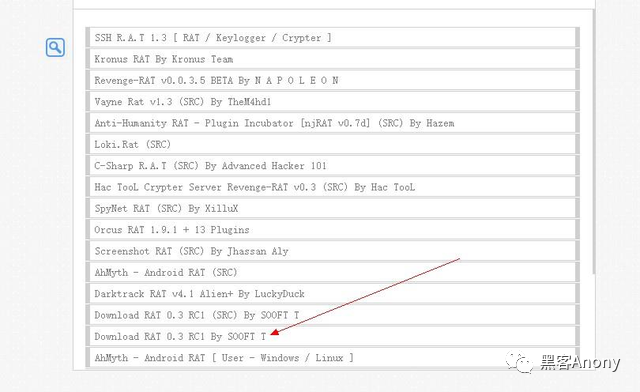 SSH R.A.T 1.3 [ RAT / Keylogger / Crypter ]
Kronus RAT By Kronus Team
Revenge-RAT v0.0.3.5 BETA By N A P O L E O N
Vayne Rat v1.3 (SRC) By TheM4hd1
Anti-Humanity RAT - Plugin Incubator [njRAT v0.7d] (SRC) By Hazem
Loki.Rat (SRC)
C-Sharp R.A.T (SRC) By Advanced Hacker 101
Hac TooL Crypter Server Revenge-RAT v0.3 (SRC) By Hac TooL
SpyNet RAT (SRC) By XilluX
Orcus RAT 1.9.1 + 13 Plugins
Screenshot RAT (SRC) By Jhassan Aly
AhMyth - Android RAT (SRC)
Darktrack RAT v4.1 Alien+ By LuckyDuck
Download RAT 0.3 RC1 (SRC) By SOOFT T
Download RAT 0.3 RC1 By SOOFT T
AhMyth - Android RAT [ User - Windows / Linux ]
黑客Anony